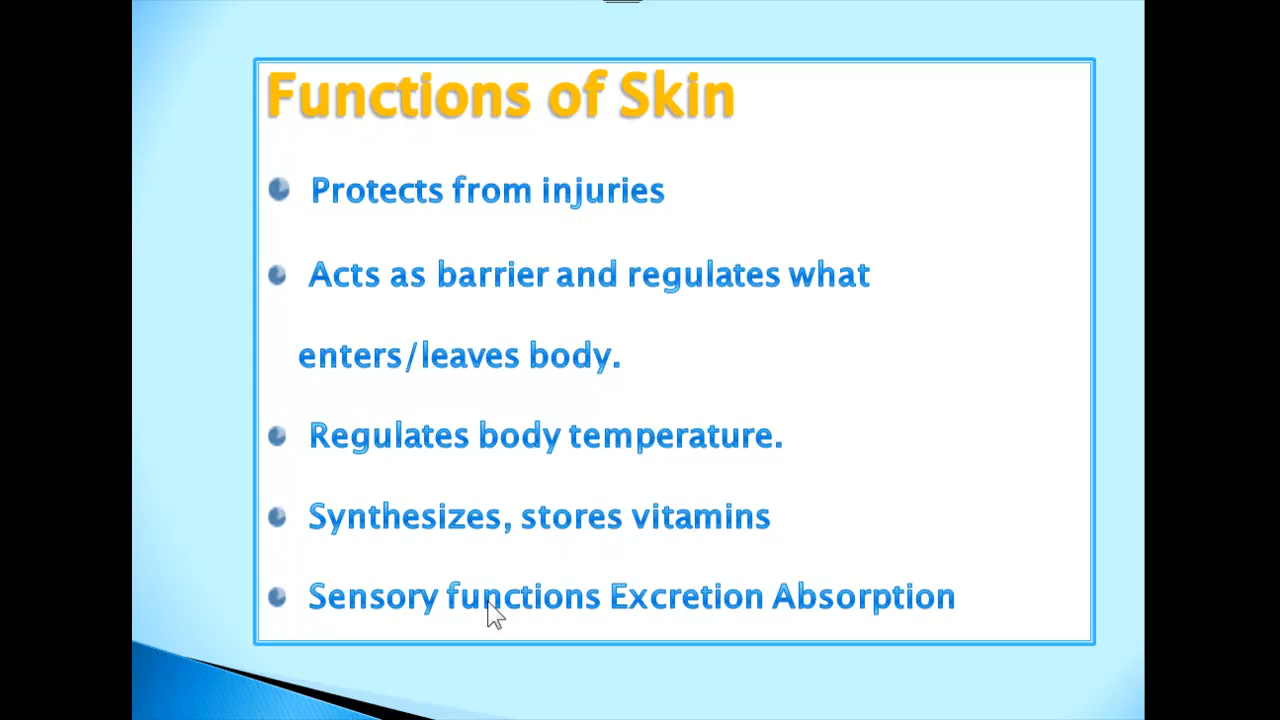 Functions of Skin
Protects from injuries
Acts as barrier and regulates what
enters/leaves body.
Regulates body temperature.
Synthesizes, stores vitamins
Sensory functions Excretion Absorption